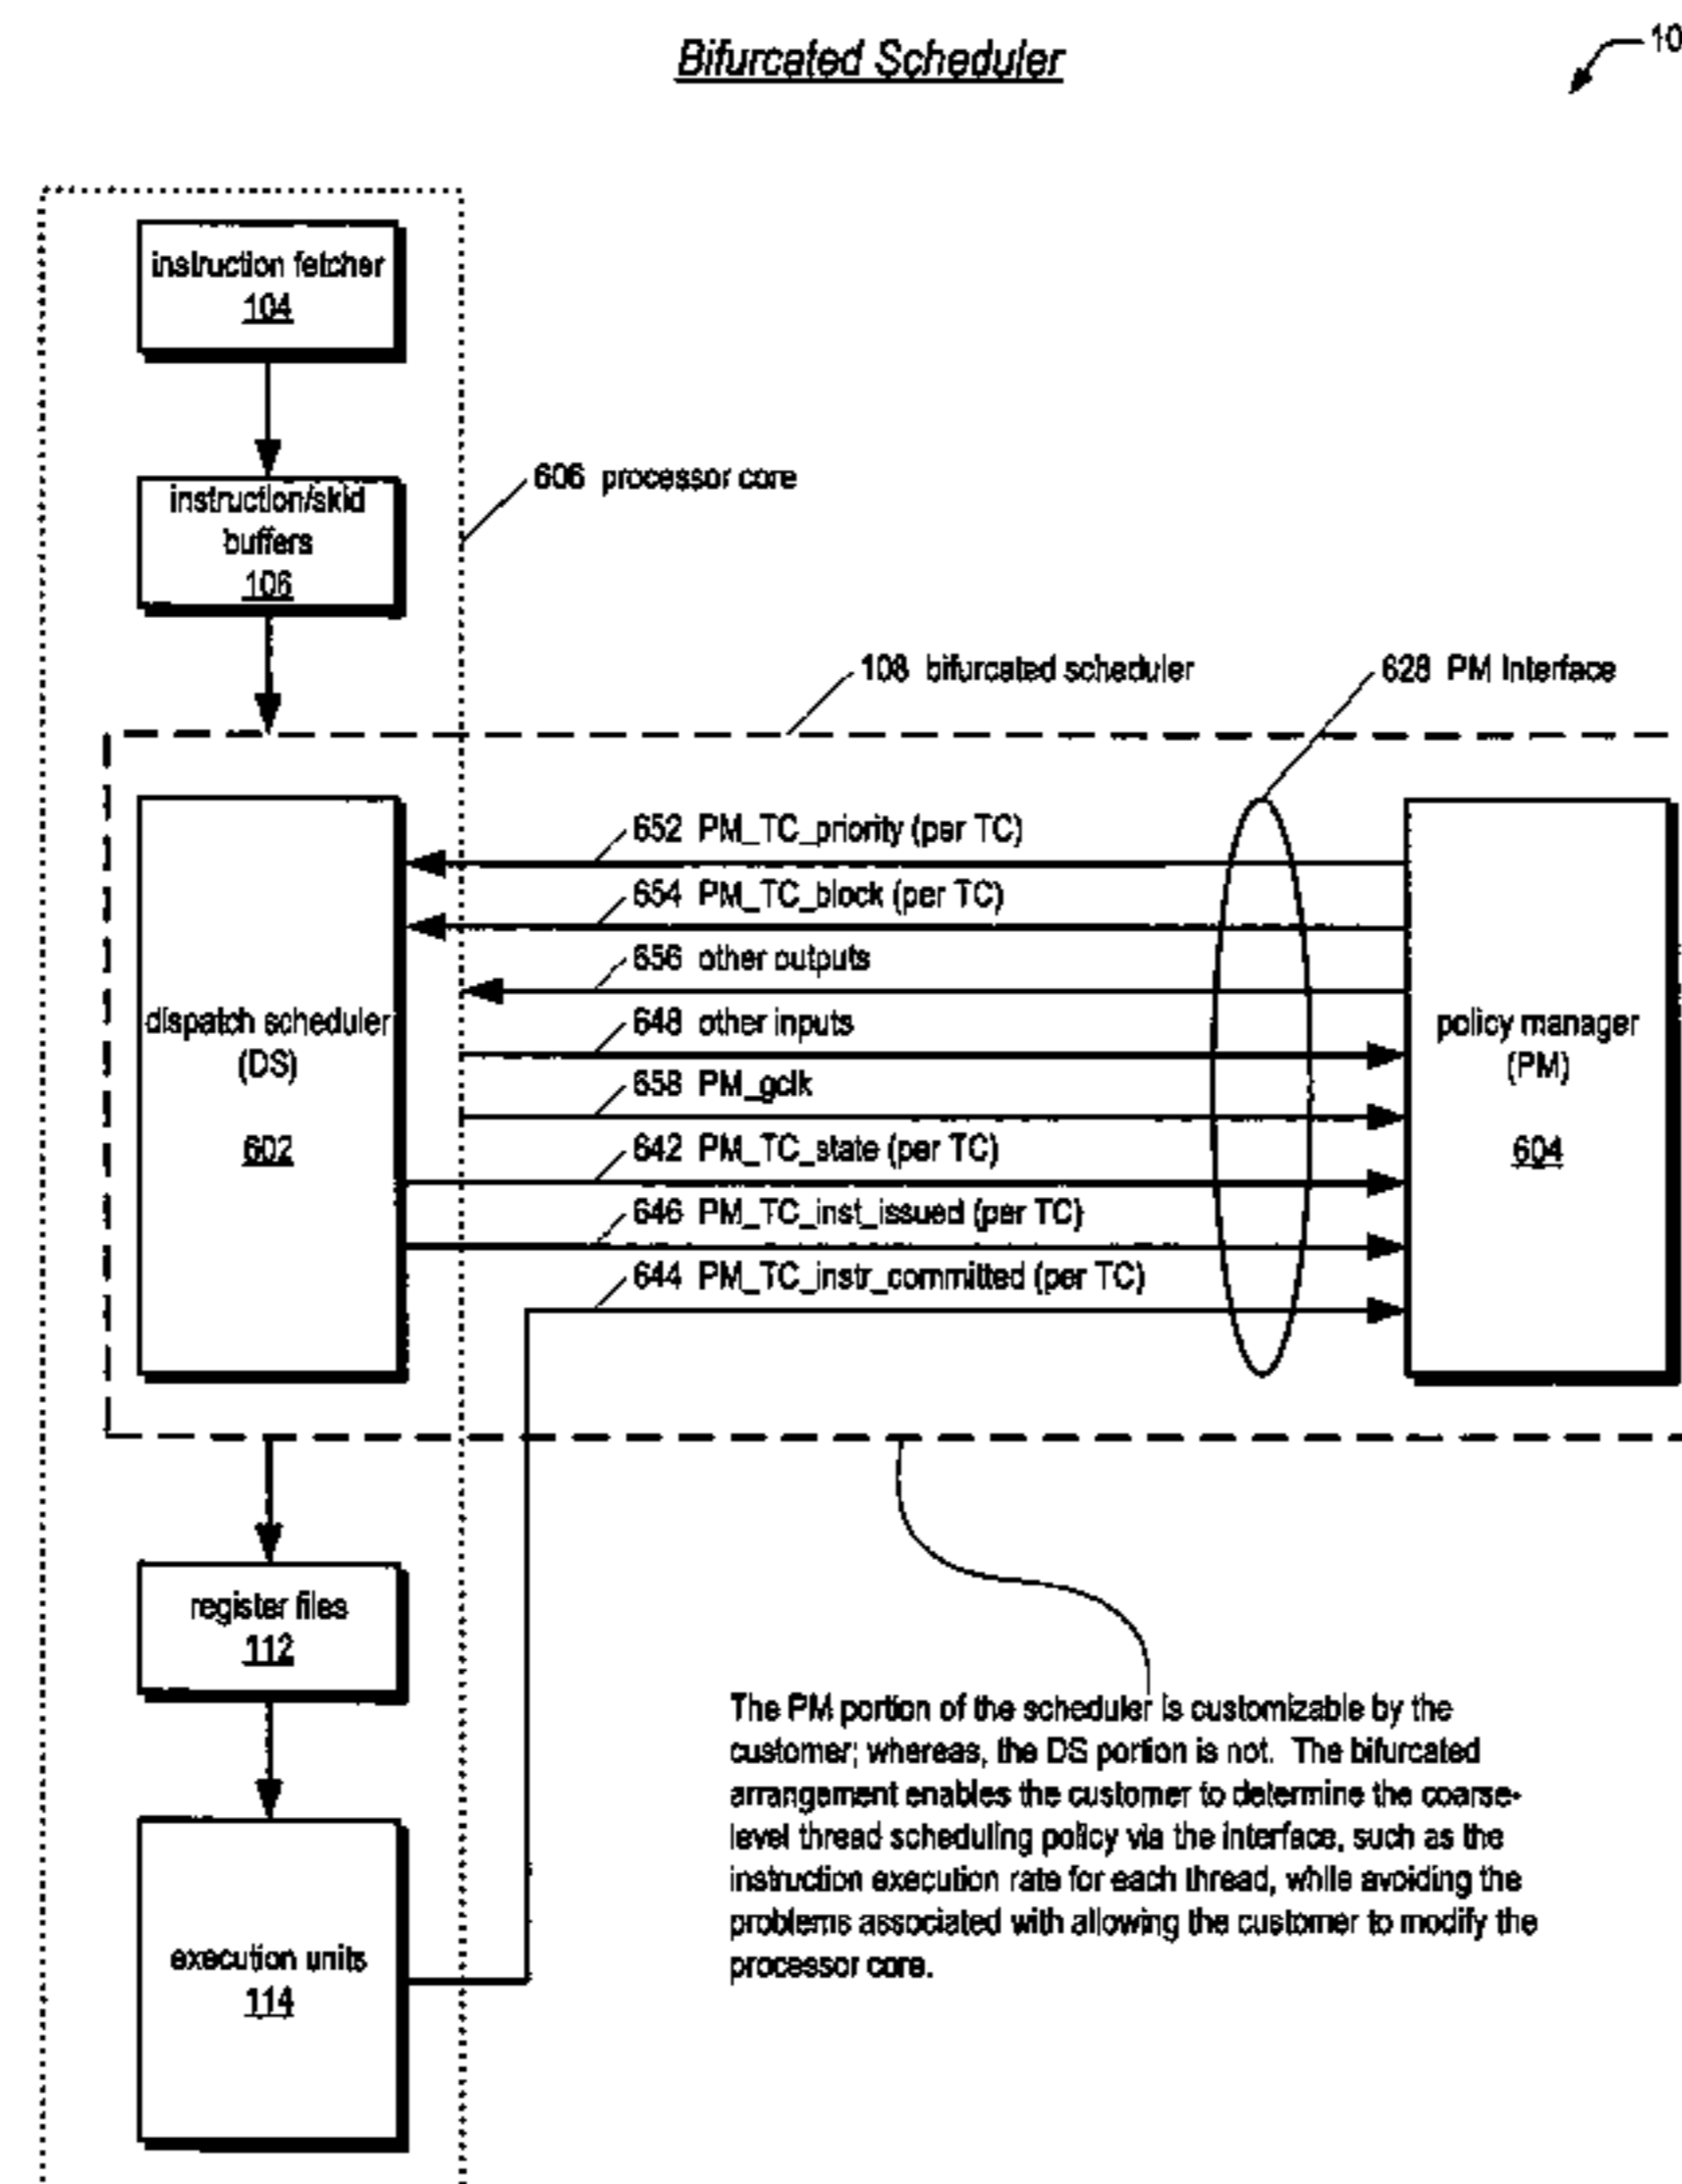 Bifurcated Scheduler
10
instruction fetcher
104
instruction/skid
buffers
106
606 processor core
108 bifurcated scheduler
628 PM Interface
652 PM_TC_priority (per TC)
654 PM_TC_block (per TC)
656 other outputs
648 other inputs
658 PM_gclk
642 PM_TC_state (per TC)
646 PM_TC_inst_issued (per TC)
644 PM_TC_instr_committed (per TC)
dispatch scheduler
(DS)
602
policy manager
(PM)
604
register files
112
execution units
114
The PM portion of the scheduler is customizable by the
customer; whereas, the DS portion is not. The bifurcated
arrangement enables the customer to determine the coarse-
level thread scheduling policy via the interface, such as the
instruction execution rate for each thread, while avoiding the
problems associated with allowing the customer to modify the
processor core.